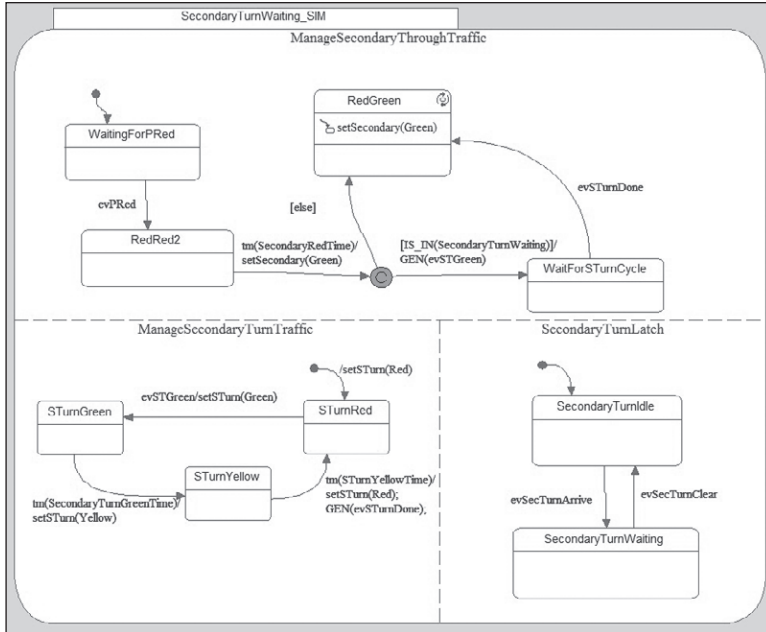 SecondaryTurnWaiting_SIM
ManageSecondaryThroughTraffic
RedGreen
setSecondary(Green)
WaitingForPRed
evSTurnDone
evPRed
[else]
RedRed2
tm(SecondaryRedTime)/
setSecondary(Green)
C
[IS_IN(SecondaryTurnWaiting)]/
GEN(evSTGreen)
WaitForSTurnCycle
ManageSecondaryTurnTraffic
/setSTurn(Red)
evSTGreen/setSTurn(Green)
STurnGreen
STurnRed
STurnYellow
tm(SecondaryTurnGreenTime)/
setSTurn(Yellow)
tm(STurnYellowTime)/
setSTurn(Red);
GEN(evSTurnDone),
SecondaryTurnLatch
SecondaryTurnIdle
evSecTurnArrive
evSecTurnClear
SecondaryTurnWaiting